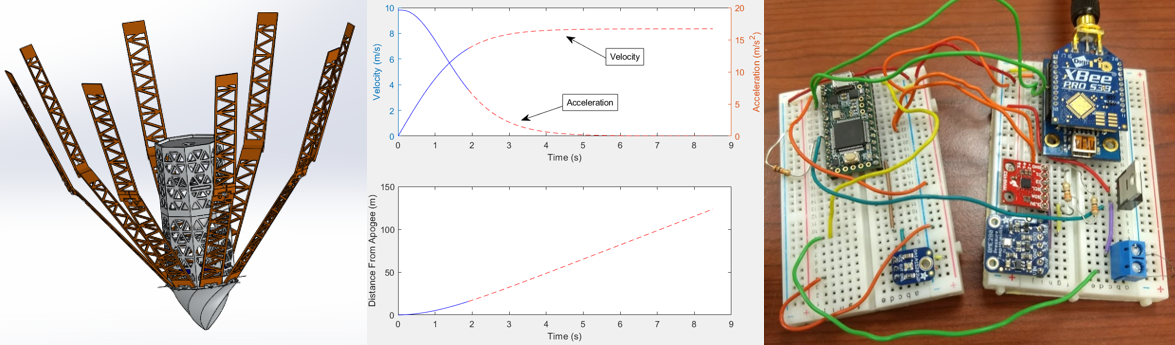 10
8
6
4
2
0
Velocity (m/s)
20
15
10
5
0
Acceleration (m/s²)
Velocity
Acceleration
0 1 2 3 4 5 6 7 8 9
Time (s)
150
100
50
0
Distance From Apogee (m)
0 1 2 3 4 5 6 7 8 9
Time (s)
XBee
PRO S3B